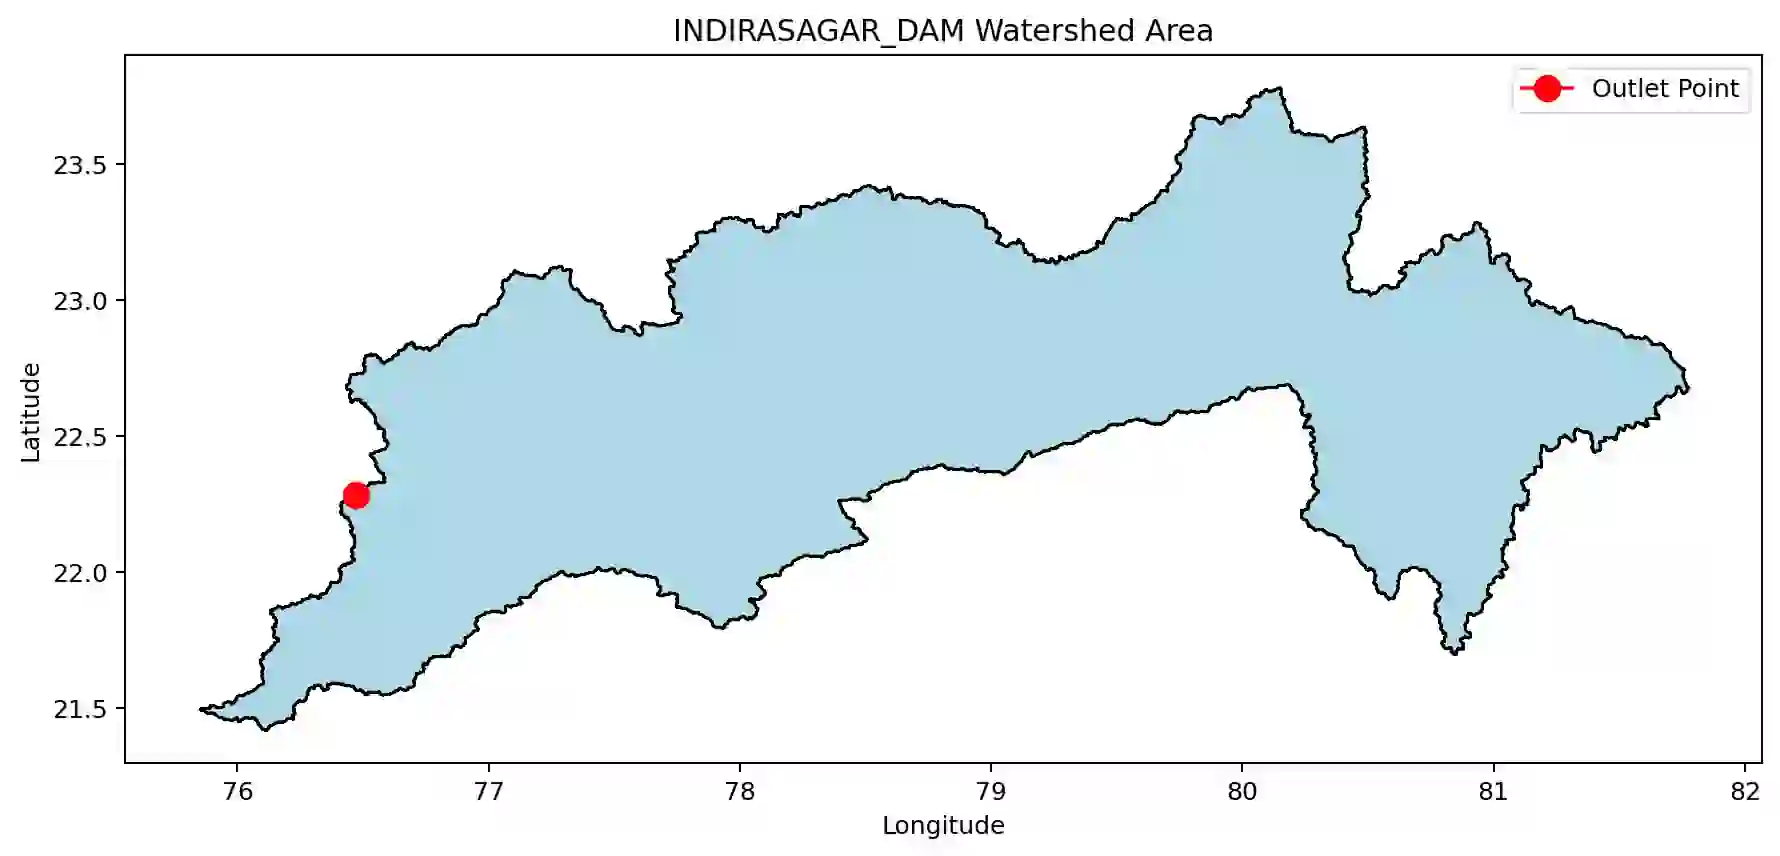 INDIRASAGAR_DAM Watershed Area
Outlet Point
23.5
23.0
22.5
22.0
21.5
Latitude
76 77 78 79 80 81 82
Longitude